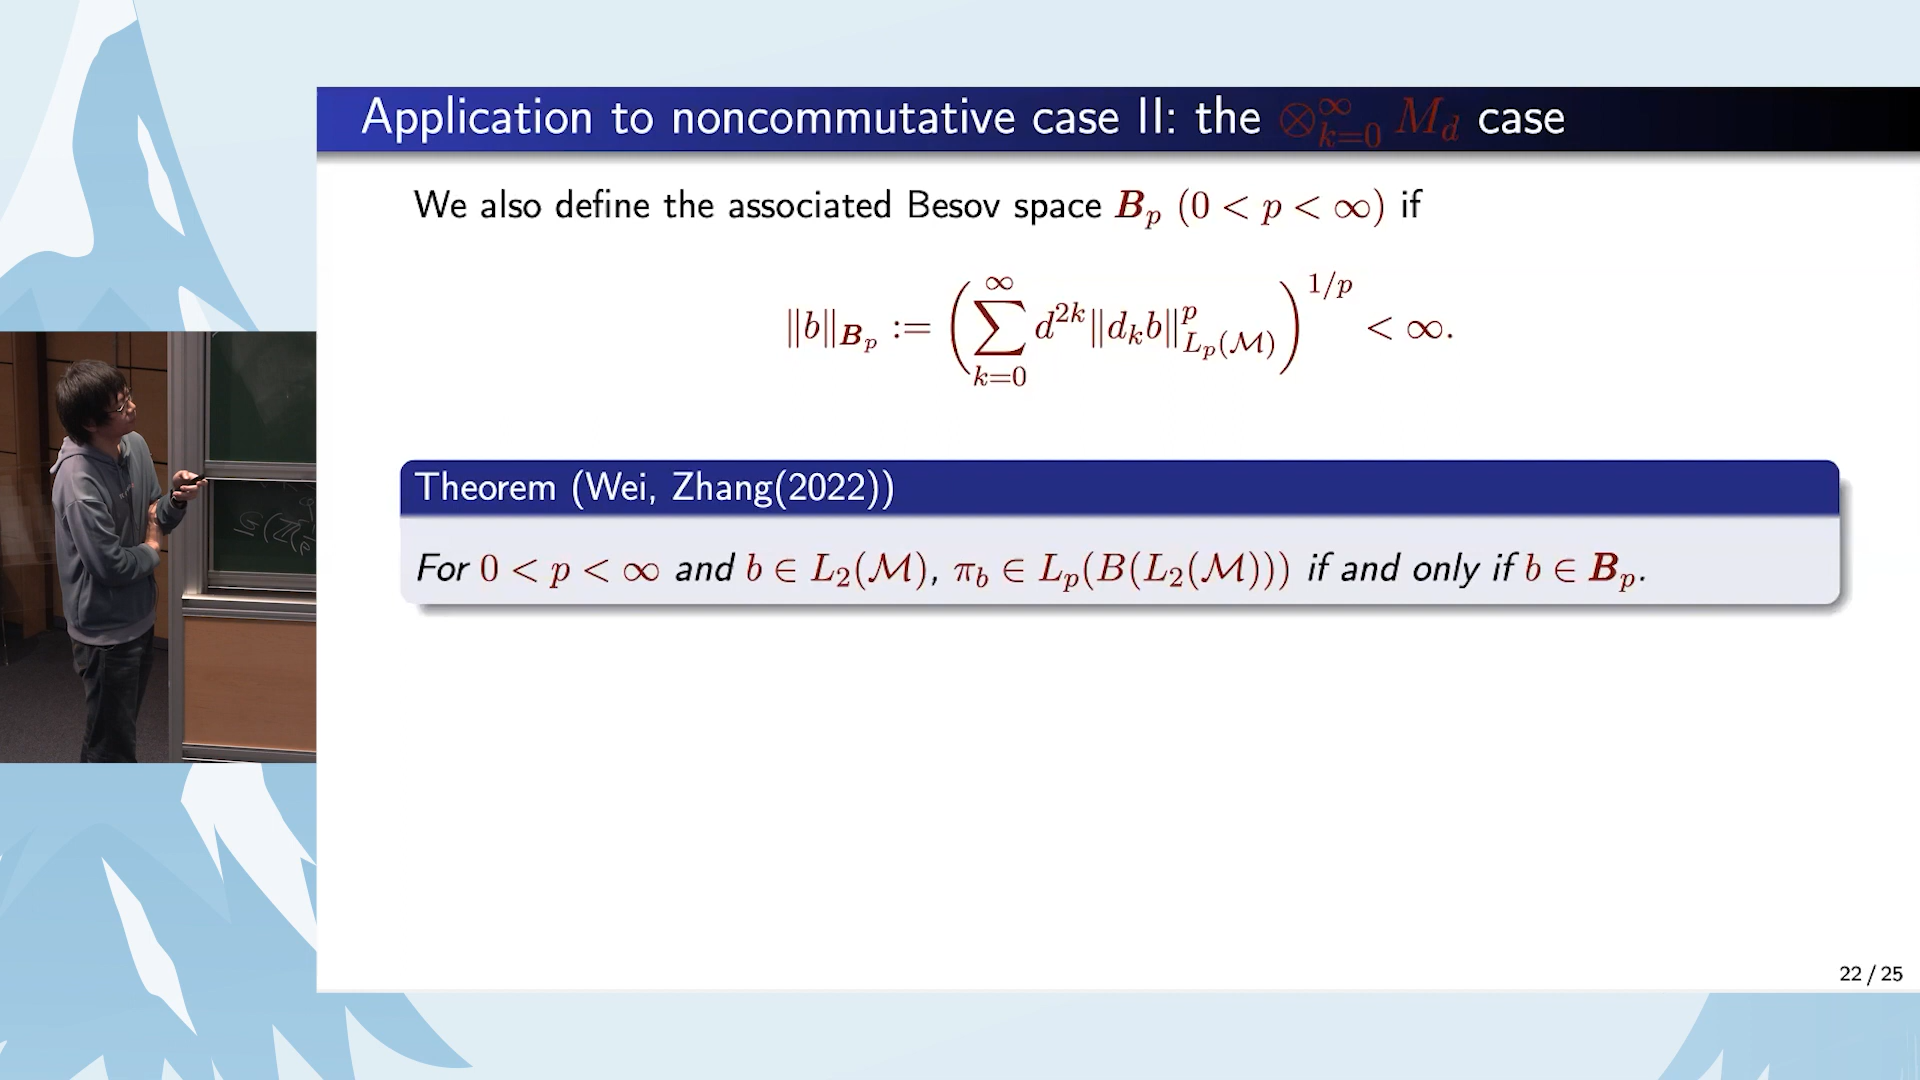 Application to noncommutative case II: the ⊗_{k=0}^{∞} M_d case
We also define the associated Besov space B_p (0 < p < ∞) if
‖b‖_{B_p} := ( ∑_{k=0}^{∞} d^{2k} ‖d_k b‖^p_{L_p(ℳ)} )^{1/p} < ∞.
Theorem (Wei, Zhang(2022))
For 0 < p < ∞ and b ∈ L_2(ℳ), π_b ∈ L_p(B(L_2(ℳ))) if and only if b ∈ B_p.
22 / 25